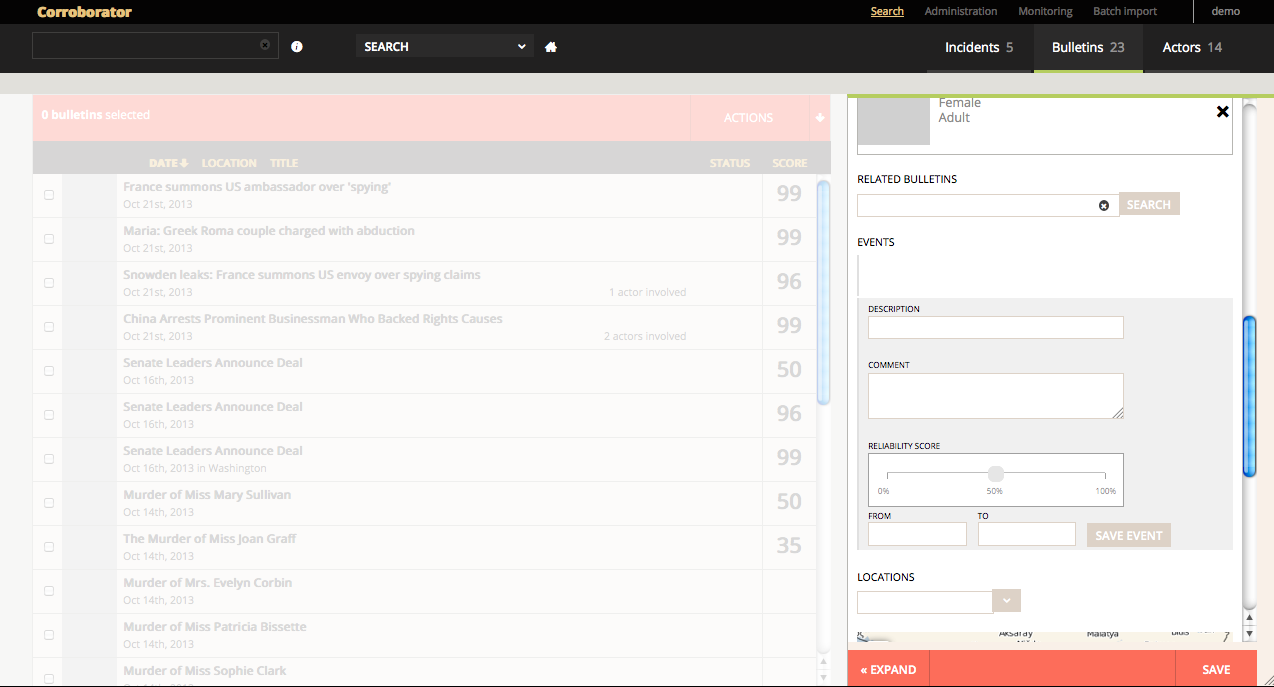 Corroborator
Search Administration Monitoring Batch import demo
SEARCH
Incidents 5 Bulletins 23 Actors 14
0 bulletins selected ACTIONS
DATE LOCATION TITLE STATUS SCORE
France summons US ambassador over 'spying'
Oct 21st, 2013
99
Maria: Greek Roma couple charged with abduction
Oct 21st, 2013
99
Snowden leaks: France summons US envoy over spying claims
Oct 21st, 2013 1 actor involved
96
China Arrests Prominent Businessman Who Backed Rights Causes
Oct 21st, 2013 2 actors involved
99
Senate Leaders Announce Deal
Oct 16th, 2013
50
Senate Leaders Announce Deal
Oct 16th, 2013
96
Senate Leaders Announce Deal
Oct 16th, 2013 in Washington
99
Murder of Miss Mary Sullivan
Oct 14th, 2013
50
The Murder of Miss Joan Graff
Oct 14th, 2013
35
Murder of Mrs. Evelyn Corbin
Oct 14th, 2013
Murder of Miss Patricia Bissette
Oct 14th, 2013
Murder of Miss Sophie Clark
Female
Adult
RELATED BULLETINS
SEARCH
EVENTS
DESCRIPTION
COMMENT
RELIABILITY SCORE
0% 50% 100%
FROM TO
SAVE EVENT
LOCATIONS
Aksaray Malatya
« EXPAND SAVE